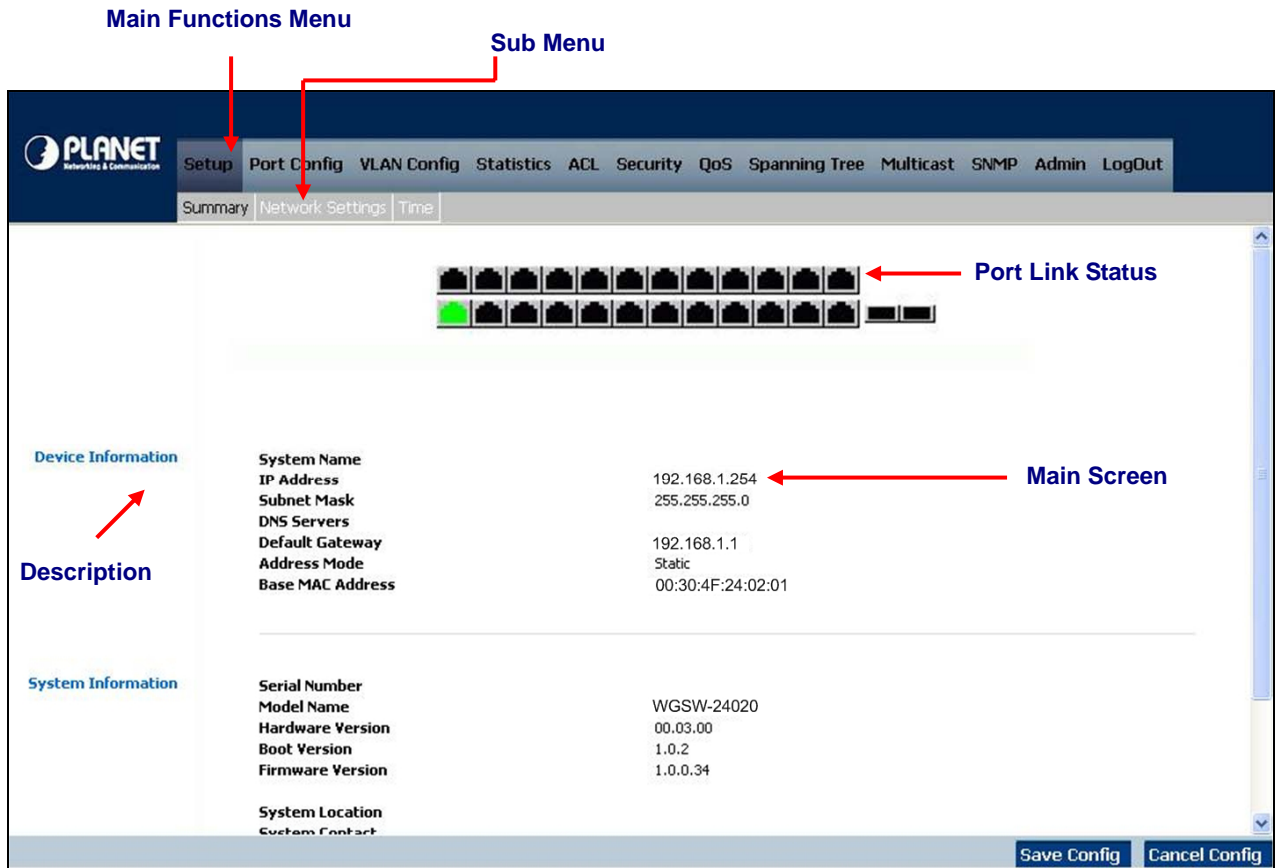 Main Functions Menu
Sub Menu
PLANET
Networking & Communication
Setup Port Config VLAN Config Statistics ACL Security QoS Spanning Tree Multicast SNMP Admin LogOut
Summary Network Settings Time
Port Link Status
Device Information
System Name
IP Address 192.168.1.254
Main Screen
Subnet Mask 255.255.255.0
DNS Servers
Default Gateway 192.168.1.1
Address Mode Static
Description
Base MAC Address 00:30:4F:24:02:01
System Information
Serial Number
Model Name WGSW-24020
Hardware Version 00.03.00
Boot Version 1.0.2
Firmware Version 1.0.0.34
System Location
System Contact
Save Config Cancel Config